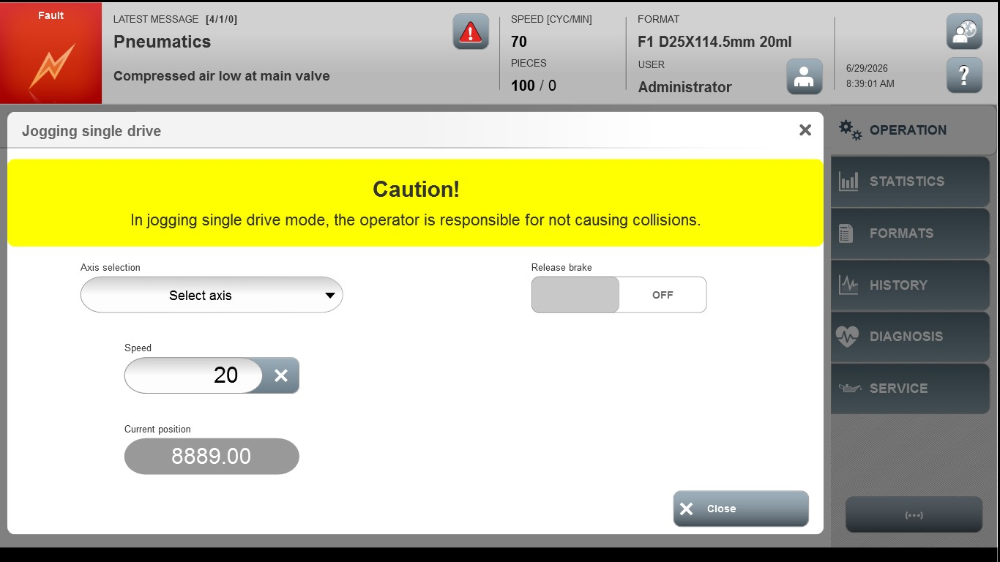 Fault
LATEST MESSAGE [4/1/0]
Pneumatics
Compressed air low at main valve
SPEED [CYC/MIN]
70
PIECES
100 / 0
FORMAT
F1 D25X114.5mm 20ml
USER
Administrator
6/29/2026
8:39:01 AM
?
Jogging single drive
Caution!
In jogging single drive mode, the operator is responsible for not causing collisions.
Axis selection
Select axis
Release brake
OFF
Speed
20
Current position
8889.00
Close
OPERATION
STATISTICS
FORMATS
HISTORY
DIAGNOSIS
SERVICE
(•••)